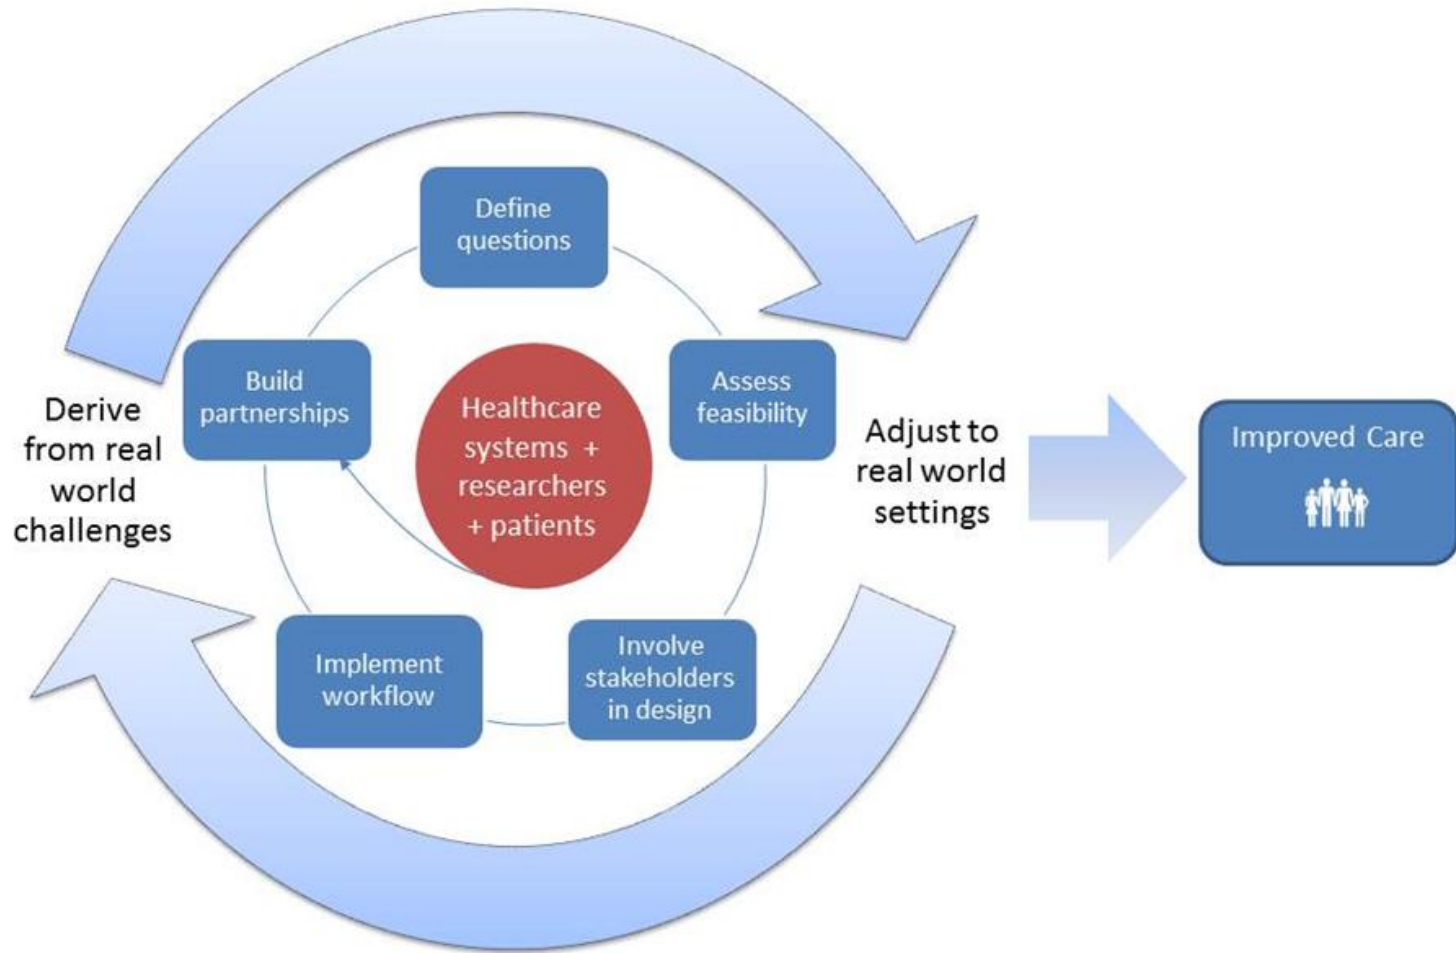 Define
questions
Build
partnerships
Assess
feasibility
Healthcare
systems +
researchers
+ patients
Derive
from real
world
challenges
Adjust to
real world
settings
Improved Care
Implement
workflow
Involve
stakeholders
in design